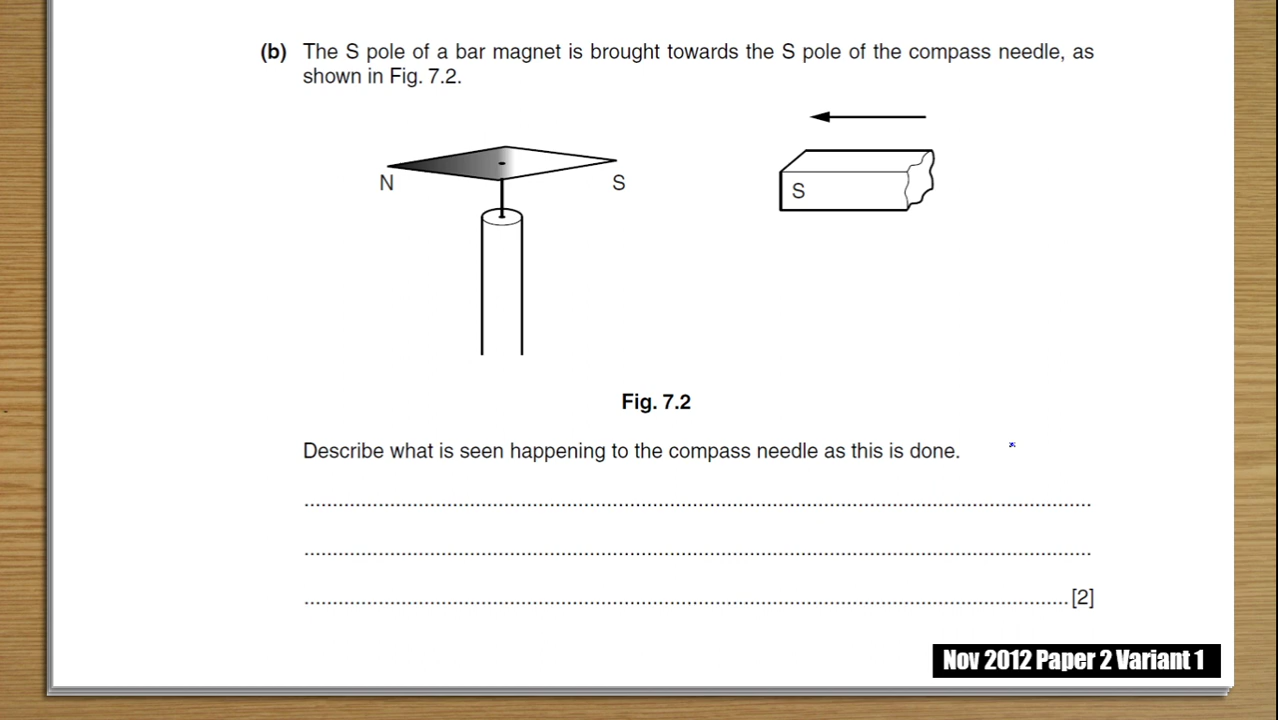 (b) The S pole of a bar magnet is brought towards the S pole of the compass needle, as
shown in Fig. 7.2.
N
S
S
Fig. 7.2
Describe what is seen happening to the compass needle as this is done.
..........................................................................................
..........................................................................................
..........................................................................................[2]
Nov 2012 Paper 2 Variant 1